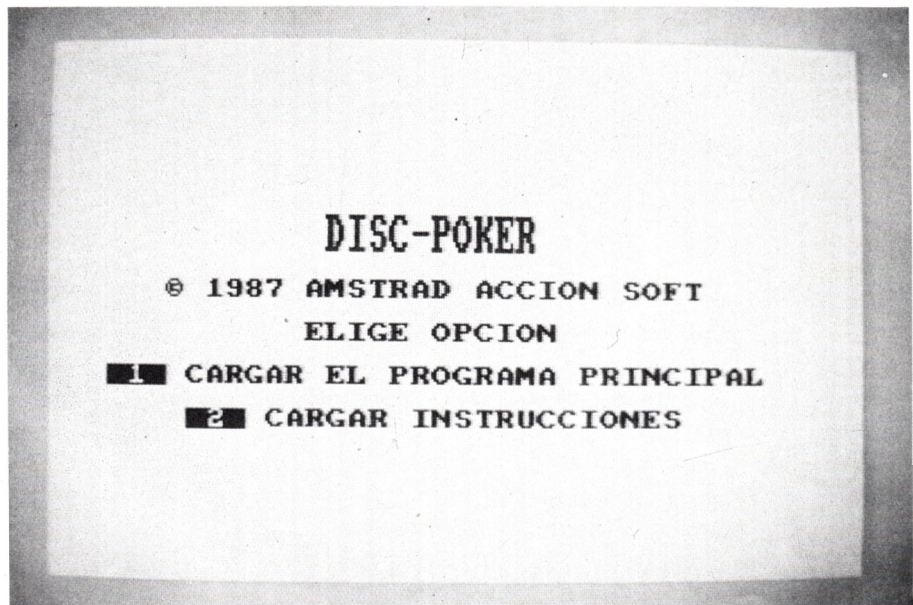 DISC-POKER
© 1987 AMSTRAD ACCION SOFT
ELIGE OPCION
1 CARGAR EL PROGRAMA PRINCIPAL
2 CARGAR INSTRUCCIONES